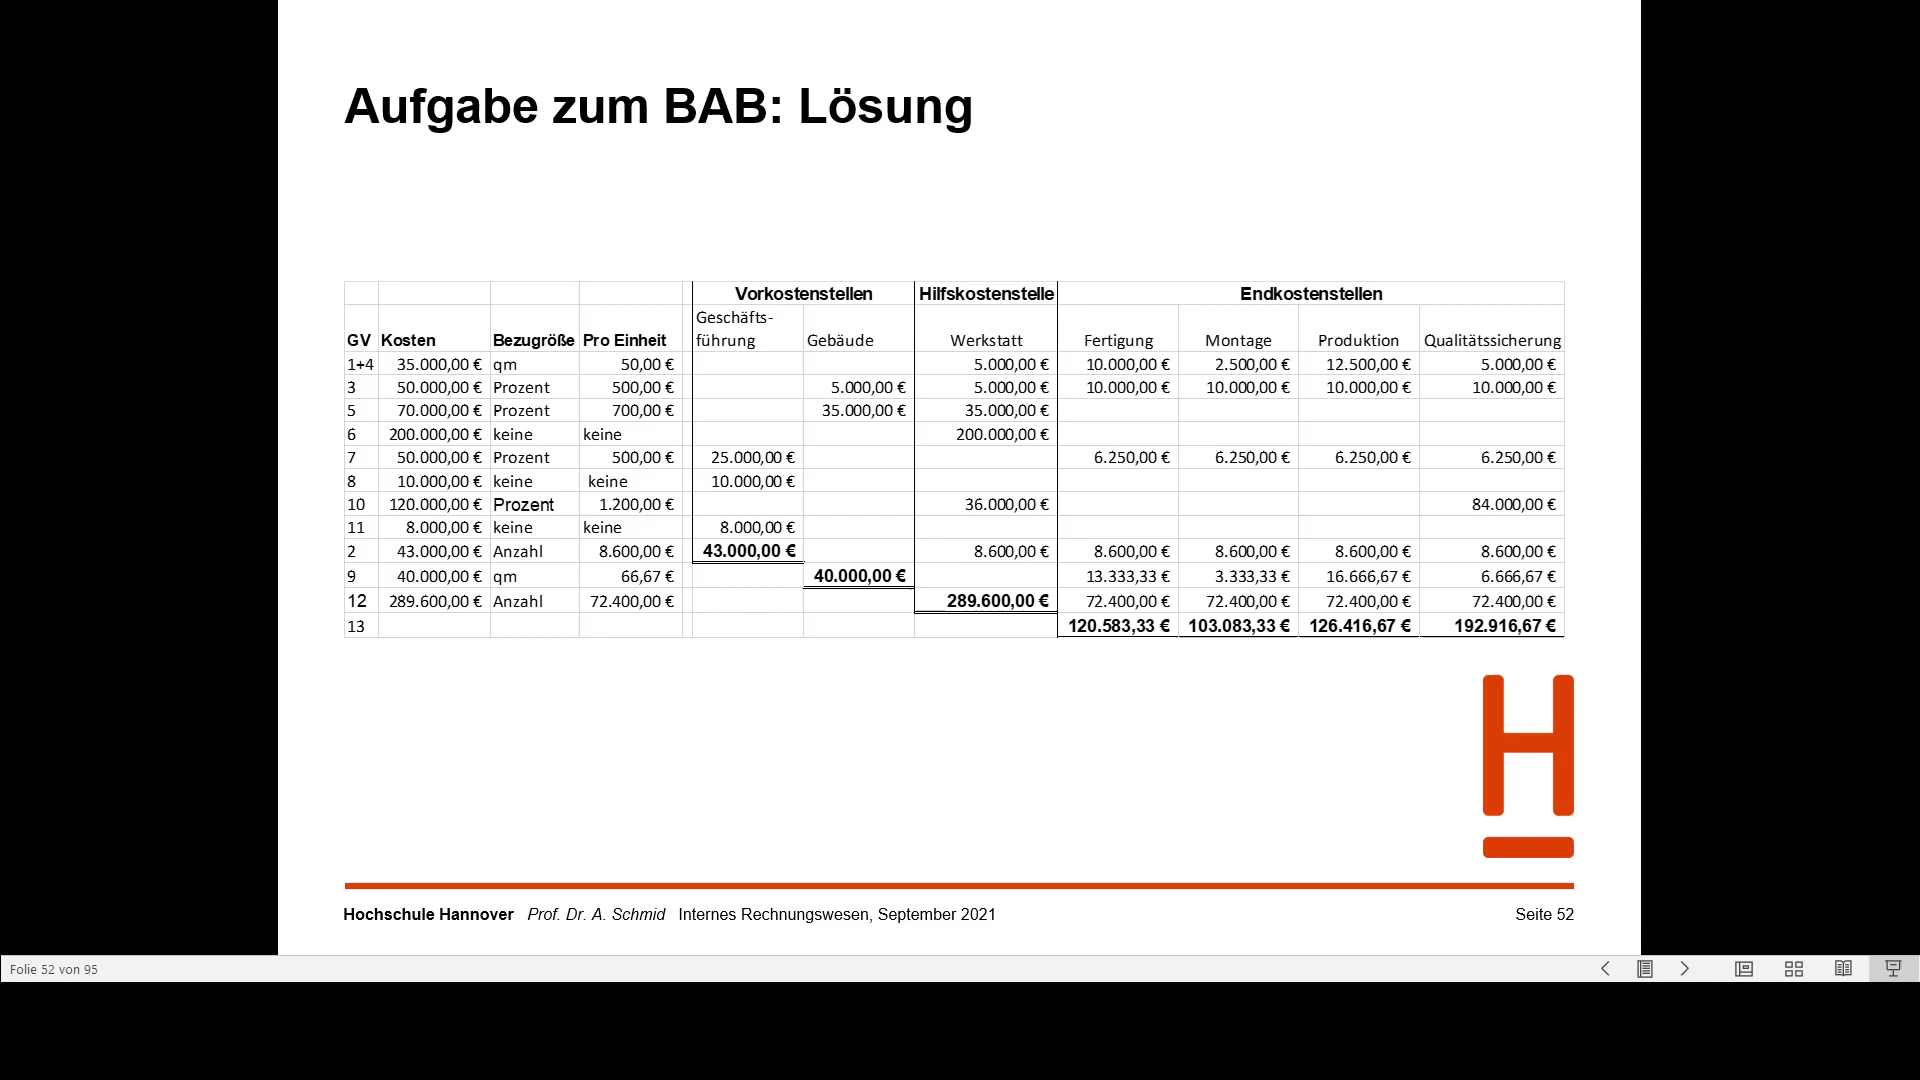 Aufgabe zum BAB: Lösung
Vorkostenstellen Hilfskostenstelle Endkostenstellen
GV Kosten Bezugröße Pro Einheit Geschäfts-
führung Gebäude Werkstatt Fertigung Montage Produktion Qualitätssicherung
1+4 35.000,00 € qm 50,00 € 5.000,00 € 10.000,00 € 2.500,00 € 12.500,00 € 5.000,00 €
3 50.000,00 € Prozent 500,00 € 5.000,00 € 5.000,00 € 10.000,00 € 10.000,00 € 10.000,00 € 10.000,00 €
5 70.000,00 € Prozent 700,00 € 35.000,00 € 35.000,00 €
6 200.000,00 € keine keine 200.000,00 €
7 50.000,00 € Prozent 500,00 € 25.000,00 € 6.250,00 € 6.250,00 € 6.250,00 € 6.250,00 €
8 10.000,00 € keine keine 10.000,00 €
10 120.000,00 € Prozent 1.200,00 € 36.000,00 € 84.000,00 €
11 8.000,00 € keine keine 8.000,00 €
2 43.000,00 € Anzahl 8.600,00 € 43.000,00 € 8.600,00 € 8.600,00 € 8.600,00 € 8.600,00 € 8.600,00 €
9 40.000,00 € qm 66,67 € 40.000,00 € 13.333,33 € 3.333,33 € 16.666,67 € 6.666,67 €
12 289.600,00 € Anzahl 72.400,00 € 289.600,00 € 72.400,00 € 72.400,00 € 72.400,00 € 72.400,00 €
13 120.583,33 € 103.083,33 € 126.416,67 € 192.916,67 €
H
Hochschule Hannover Prof. Dr. A. Schmid Internes Rechnungswesen, September 2021 Seite 52
Folie 52 von 95